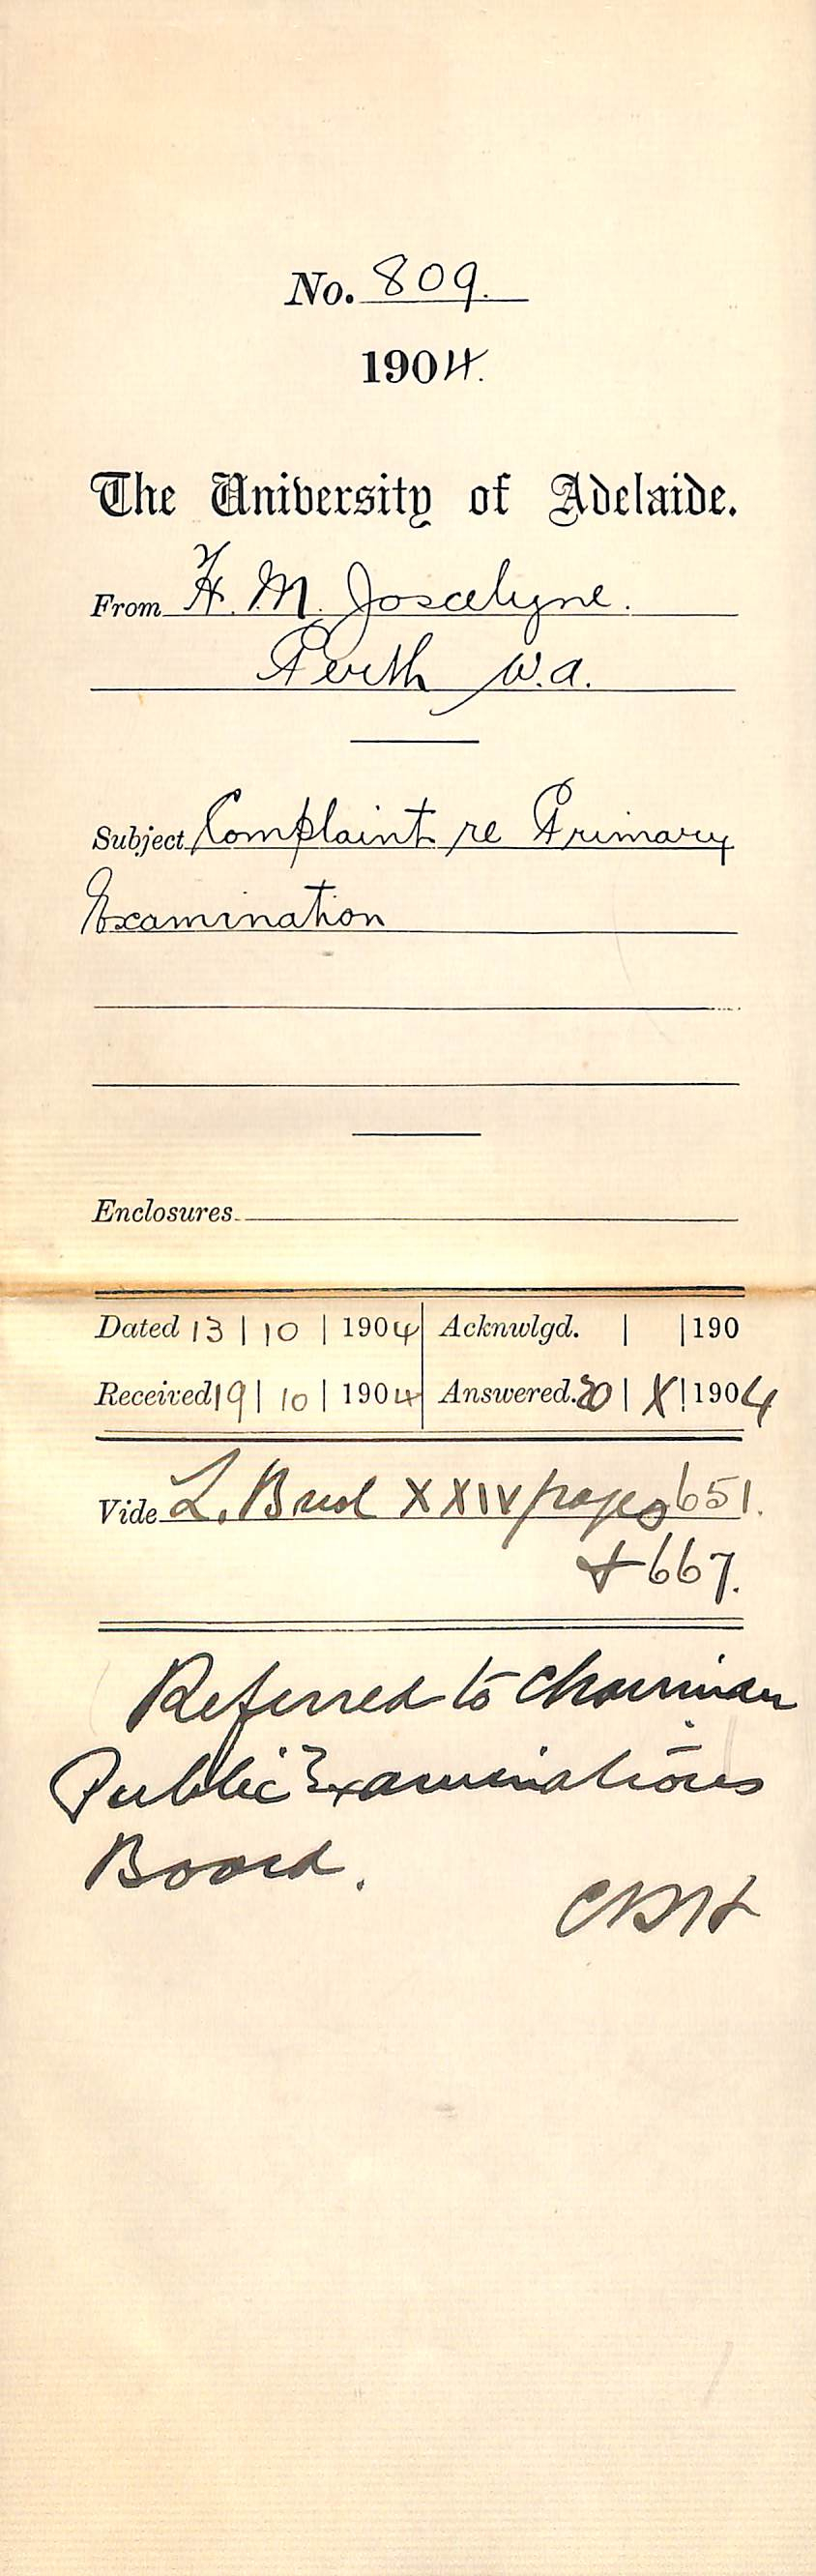 No. 809.
1904.
The University of Adelaide.
From H. M. Joscelyne.
Perth W.A.
Subject Complaint re Primary
Examination
Enclosures
Dated 13 | 10 | 1904 Acknwlgd. | | 190
Received 19 | 10 | 1904 Answered. 20 | X | 1904
Vide L. Book XXIV pages 651.
+ 667.
Referred to Chairman
Public Examinations
Board.